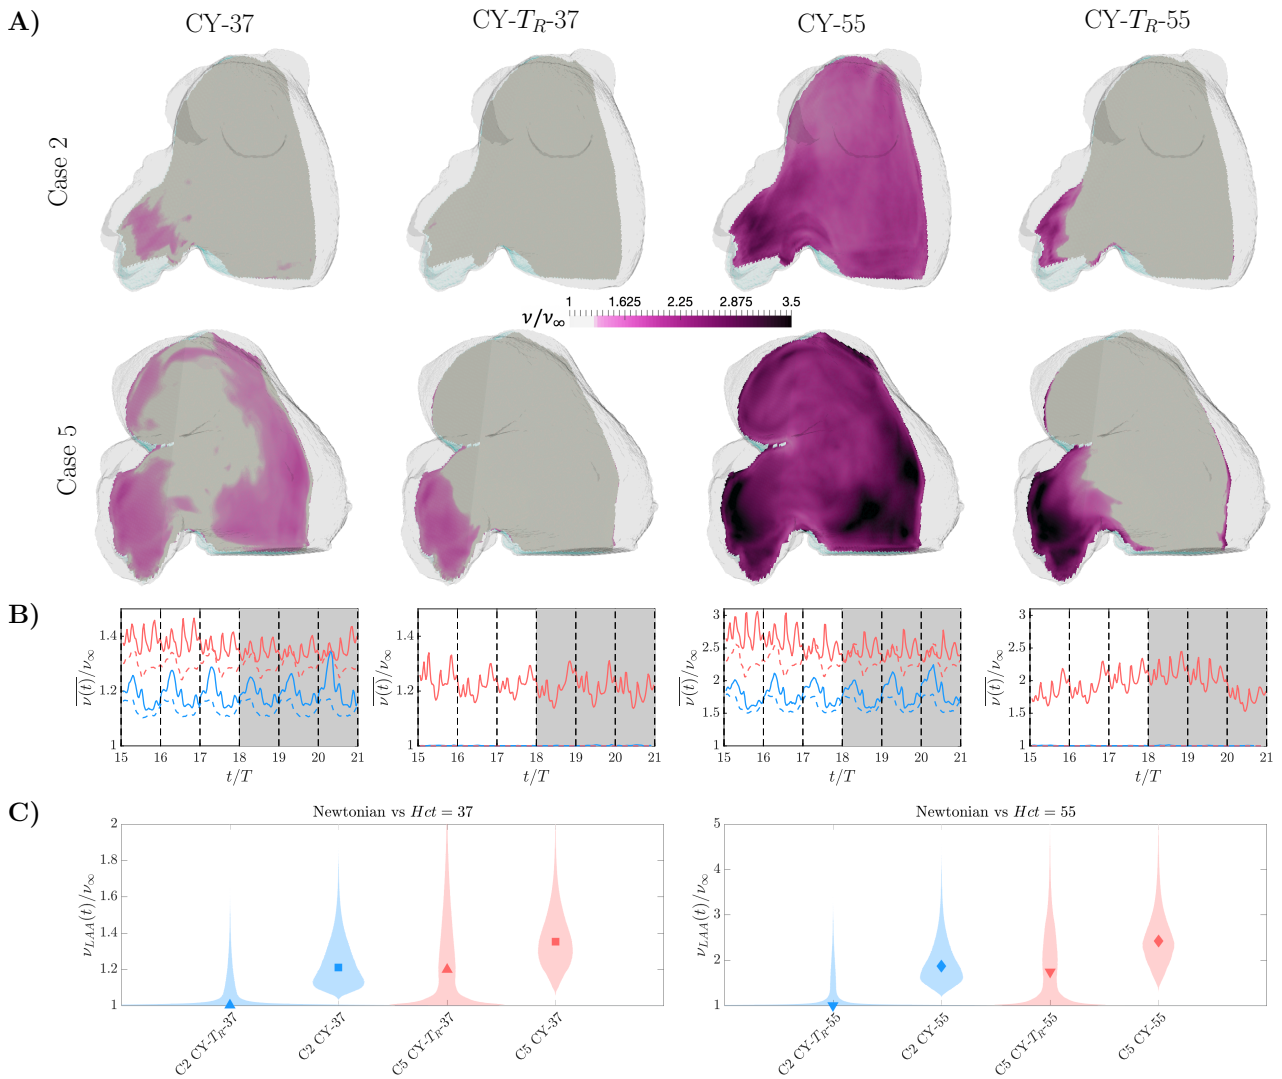 A)
CY-37
CY-T_R-37
CY-55
CY-T_R-55
Case 2
ν/ν∞
1 1.625 2.25 2.875 3.5
Case 5
B)
\overline{ν(t)}/ν∞
1.4
1.2
1
15 16 17 18 19 20 21
t/T
\overline{ν(t)}/ν∞
1.4
1.2
1
15 16 17 18 19 20 21
t/T
\overline{ν(t)}/ν∞
3
2.5
2
1.5
1
15 16 17 18 19 20 21
t/T
\overline{ν(t)}/ν∞
3
2.5
2
1.5
1
15 16 17 18 19 20 21
t/T
C)
Newtonian vs Hct = 37
ν_{LAA}(t)/ν∞
2
1.8
1.6
1.4
1.2
1
C2 CY-T_R-37
C2 CY-37
C5 CY-T_R-37
C5 CY-37
Newtonian vs Hct = 55
ν_{LAA}(t)/ν∞
5
4
3
2
1
C2 CY-T_R-55
C2 CY-55
C5 CY-T_R-55
C5 CY-55